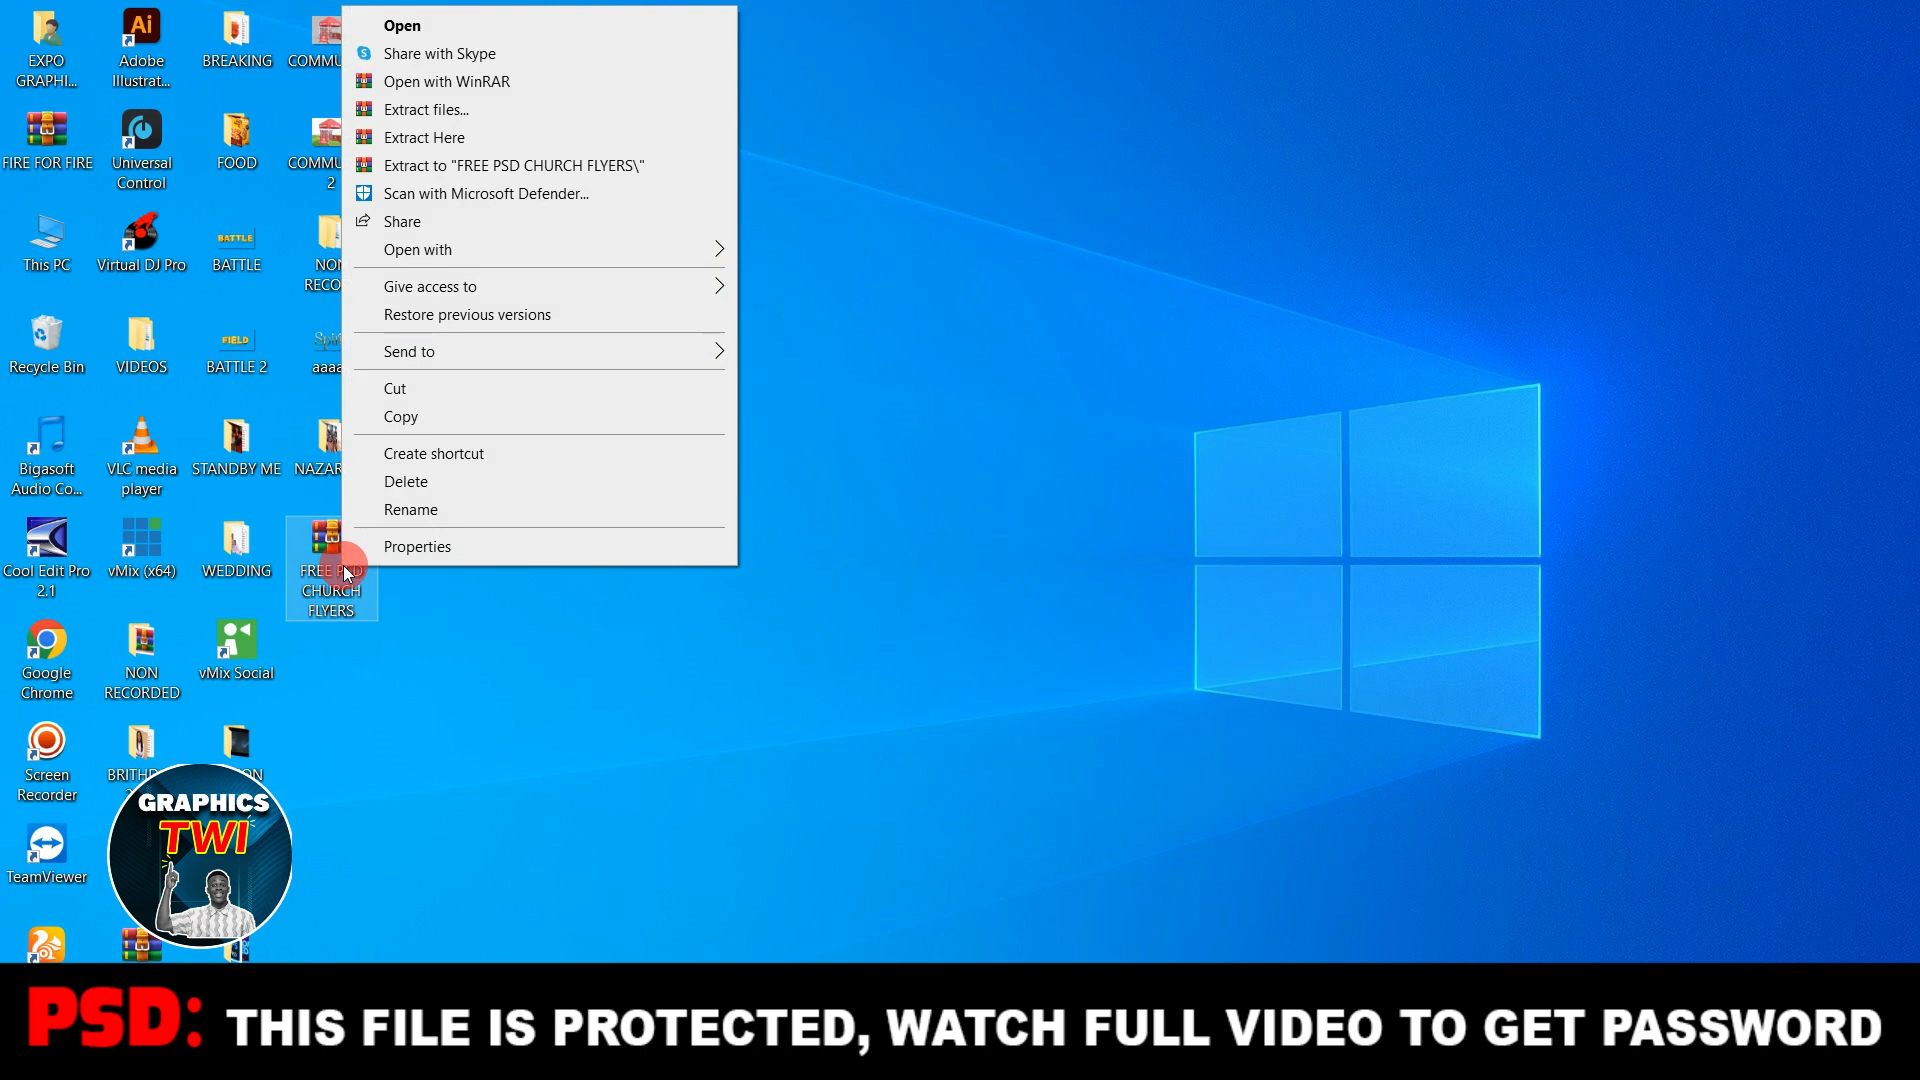 EXPO
GRAPHI...
Adobe
Illustrat...
BREAKING
COMMU
FIRE FOR FIRE
Universal
Control
FOOD
COMMU
2
This PC
Virtual DJ Pro
BATTLE
BATTLE
NON
RECO
Recycle Bin
VIDEOS
FIELD
BATTLE 2
aaaa
Bigasoft
Audio Co...
VLC media
player
STANDBY ME
NAZAR
Cool Edit Pro
2.1
vMix (x64)
WEDDING
FREE PSD
CHURCH
FLYERS
Google
Chrome
NON
RECORDED
vMix Social
Screen
Recorder
BRITHD
TeamViewer
Open
Share with Skype
Open with WinRAR
Extract files...
Extract Here
Extract to "FREE PSD CHURCH FLYERS\"
Scan with Microsoft Defender...
Share
Open with
Give access to
Restore previous versions
Send to
Cut
Copy
Create shortcut
Delete
Rename
Properties
GRAPHICS
TWI
PSD: THIS FILE IS PROTECTED, WATCH FULL VIDEO TO GET PASSWORD